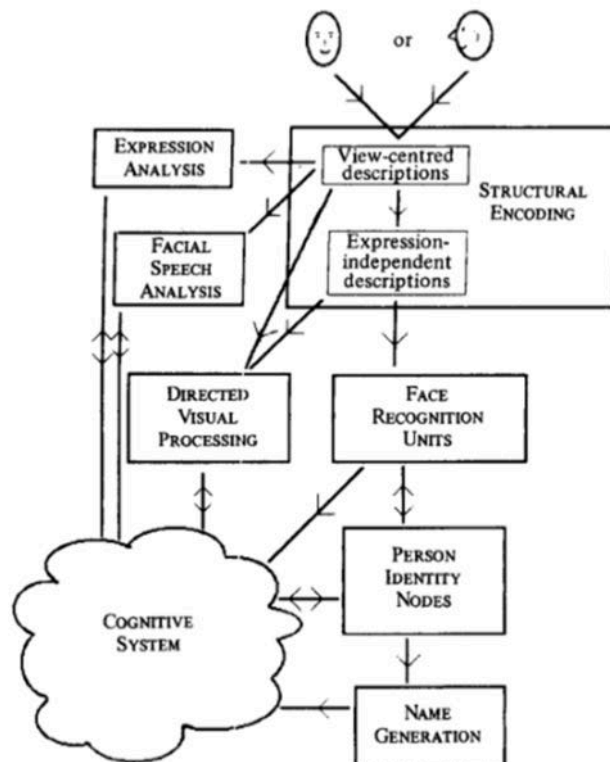 or
EXPRESSION
ANALYSIS
View-centred
descriptions
STRUCTURAL
ENCODING
FACIAL
SPEECH
ANALYSIS
Expression-
independent
descriptions
DIRECTED
VISUAL
PROCESSING
FACE
RECOGNITION
UNITS
COGNITIVE
SYSTEM
PERSON
IDENTITY
NODES
NAME
GENERATION